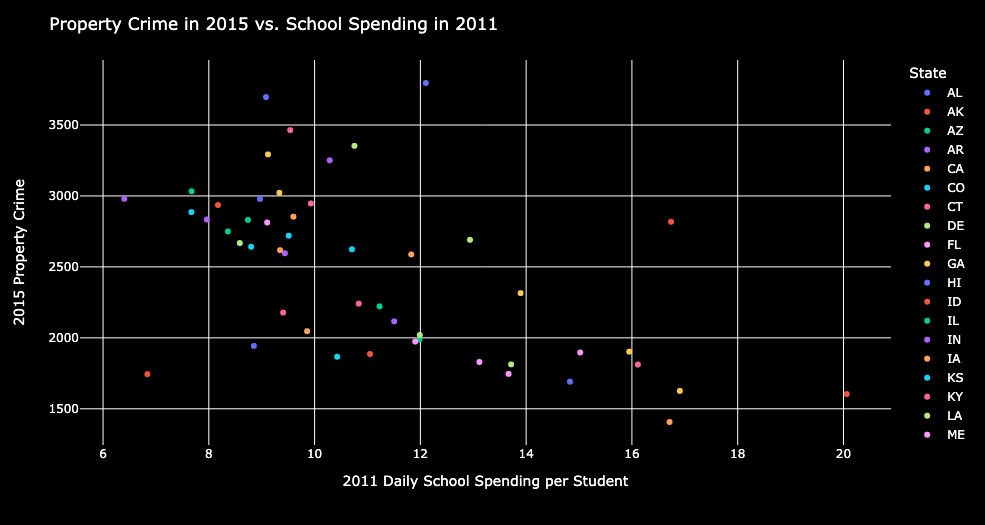 Property Crime in 2015 vs. School Spending in 2011
State
AL
AK
AZ
AR
CA
CO
CT
DE
FL
GA
HI
ID
IL
IN
IA
KS
KY
LA
ME
2015 Property Crime
3500
3000
2500
2000
1500
6 8 10 12 14 16 18 20
2011 Daily School Spending per Student